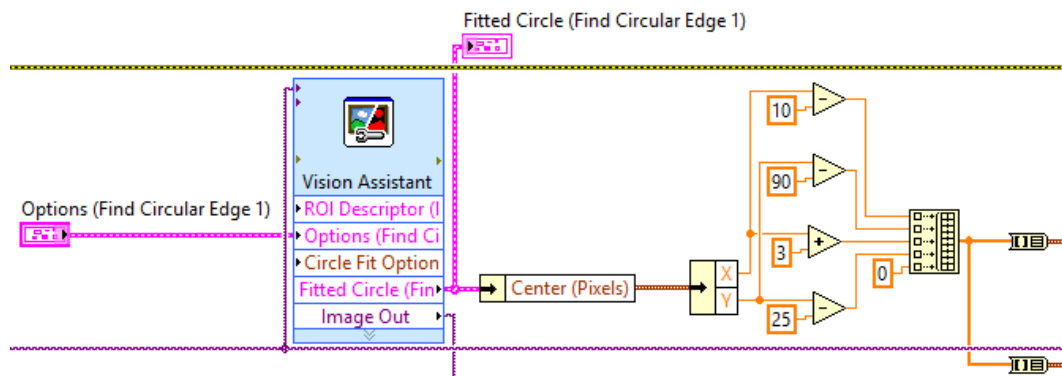 Fitted Circle (Find Circular Edge 1)
10
Vision Assistant
90
Options (Find Circular Edge 1)
ROI Descriptor (I
Options (Find Ci
Circle Fit Option
Fitted Circle (Fin
Image Out
Center (Pixels)
X
Y
3
0
25